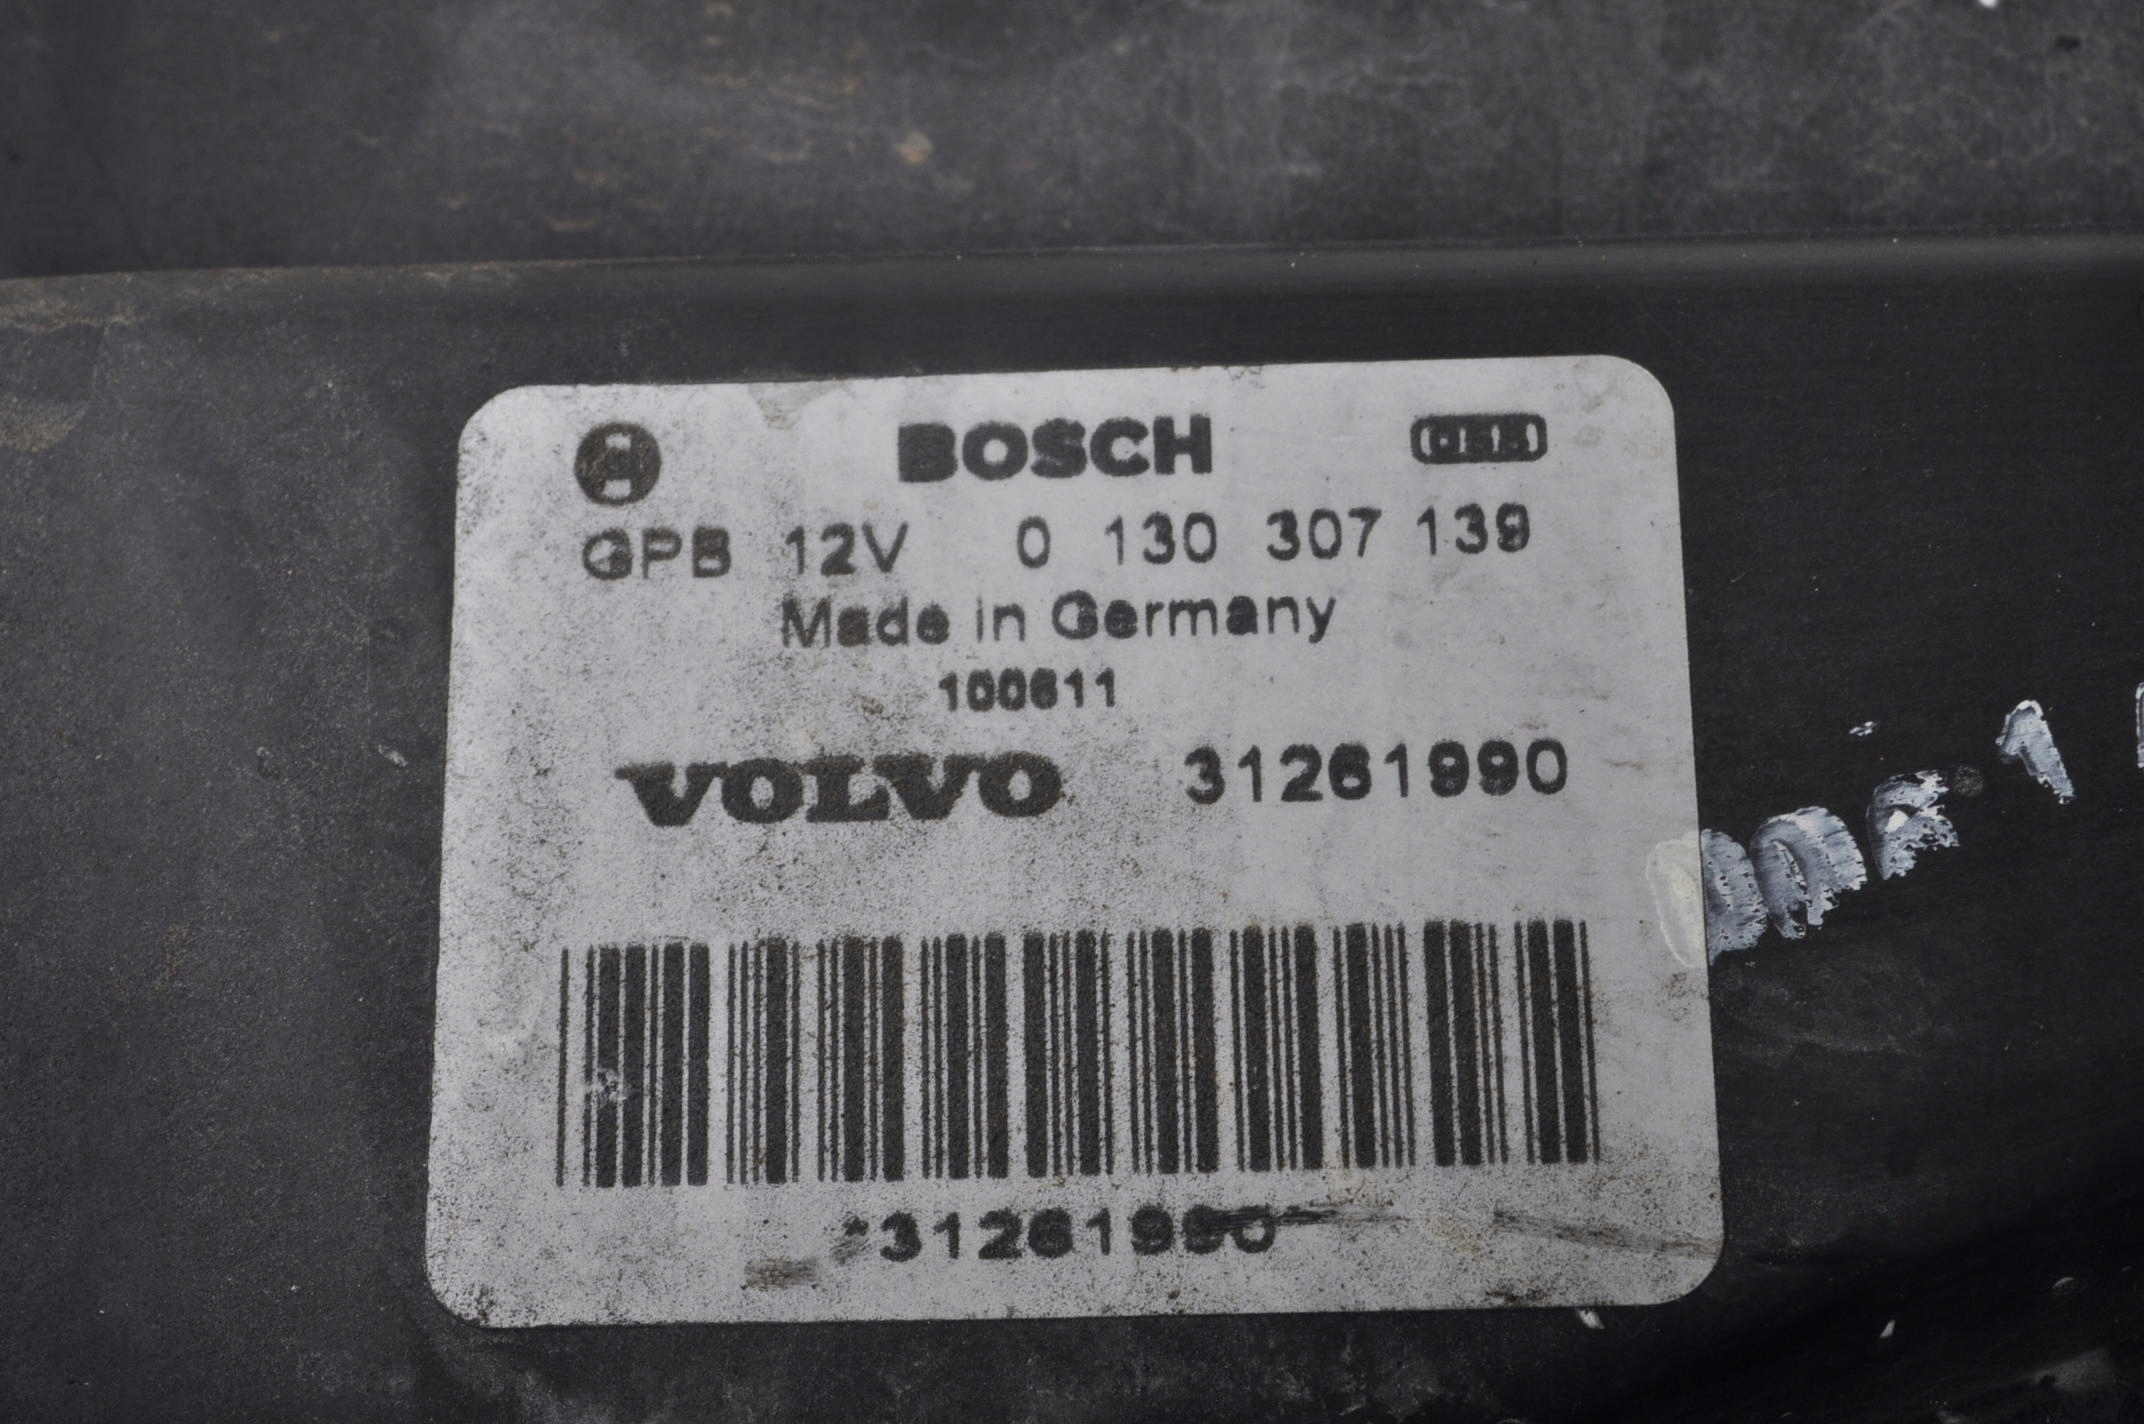 BOSCH
GPB 12V 0 130 307 139
Made in Germany
100611
VOLVO 31261990
*31261990*